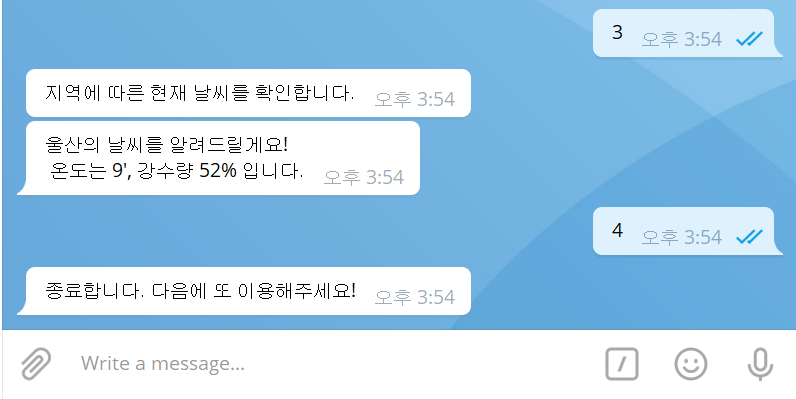 3 오후 3:54
지역에 따른 현재 날씨를 확인합니다. 오후 3:54
울산의 날씨를 알려드릴게요!
온도는 9', 강수량 52% 입니다. 오후 3:54
4 오후 3:54
종료합니다. 다음에 또 이용해주세요! 오후 3:54
Write a message...